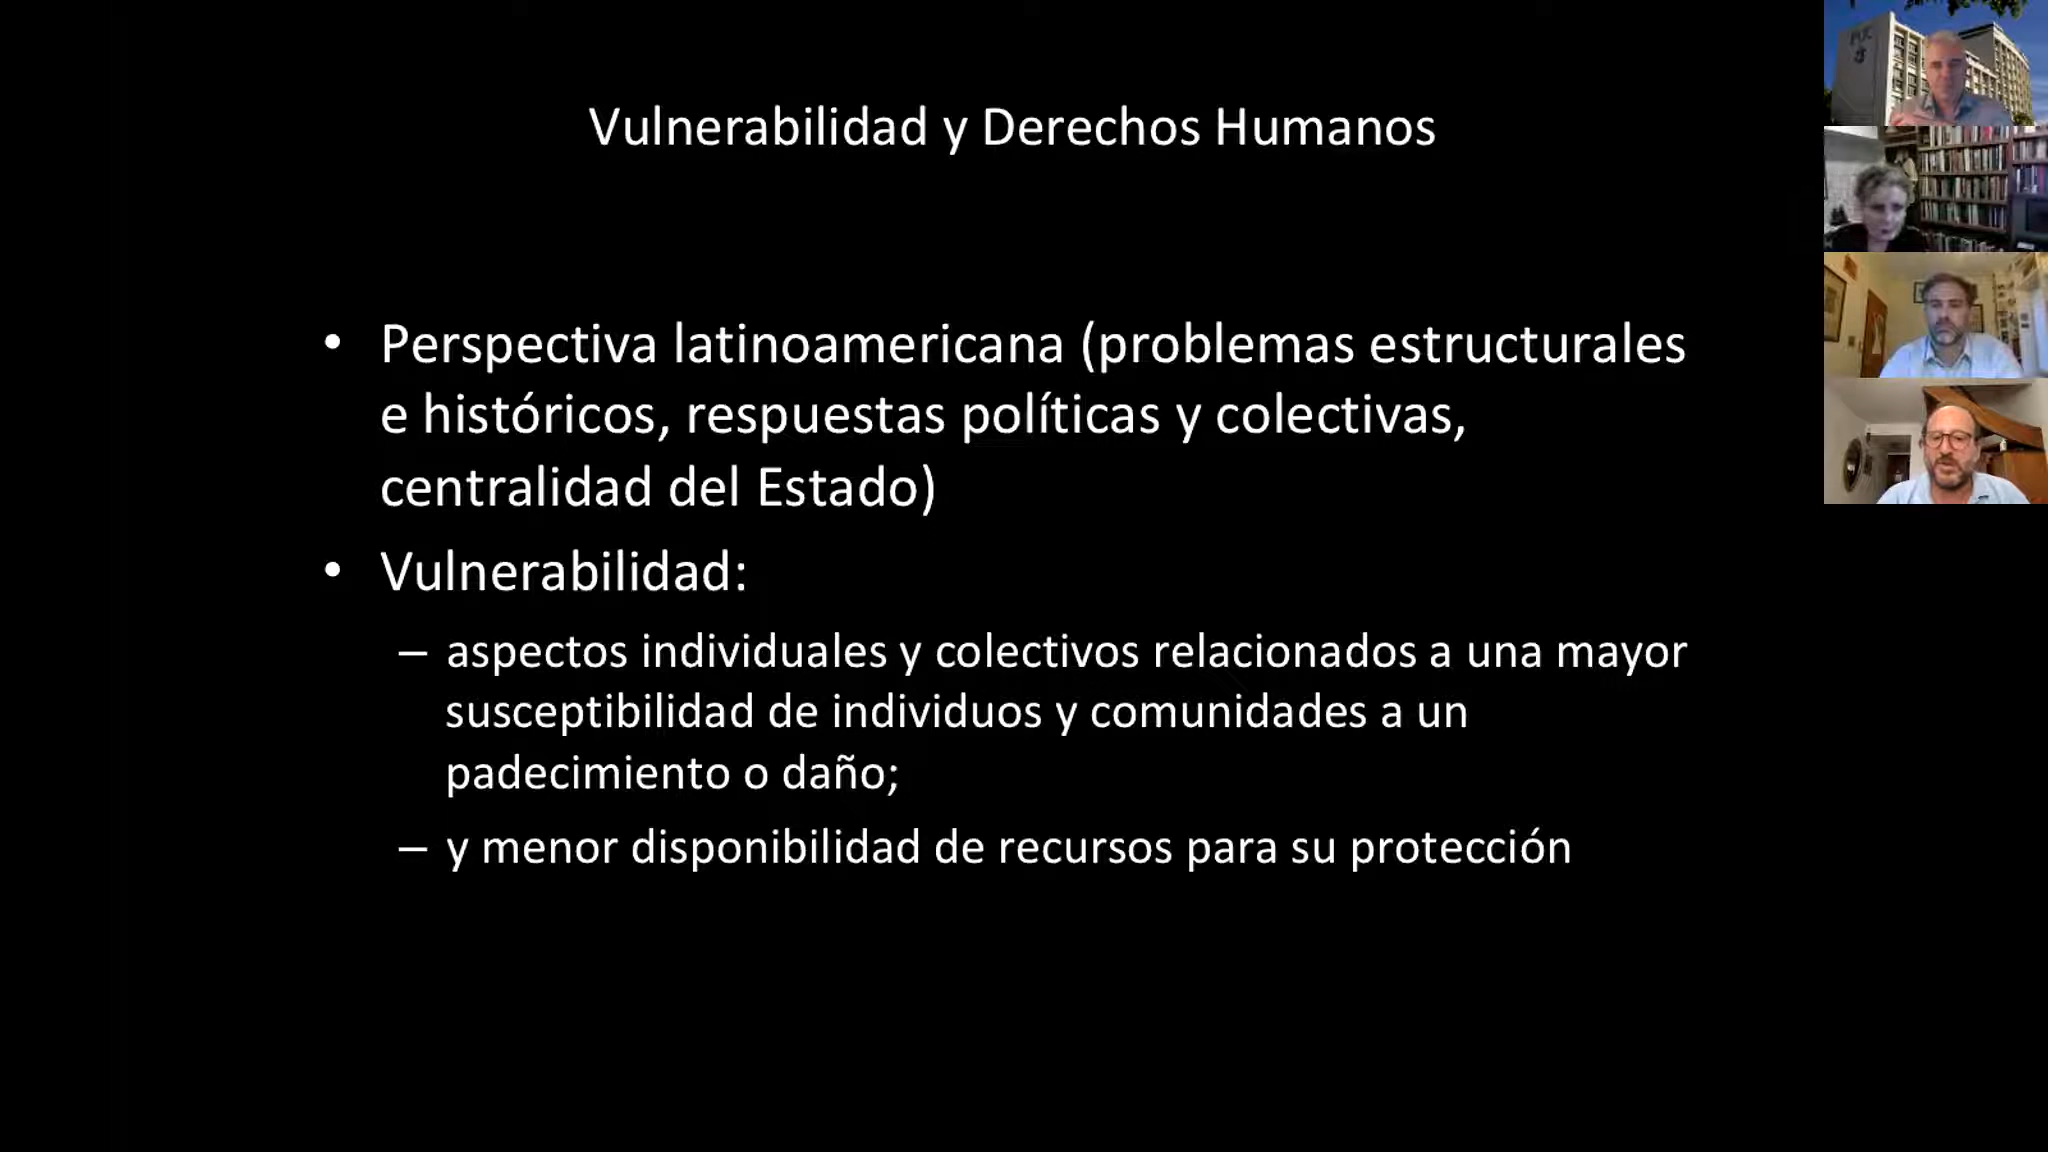 Vulnerabilidad y Derechos Humanos
• Perspectiva latinoamericana (problemas estructurales
e históricos, respuestas políticas y colectivas,
centralidad del Estado)
• Vulnerabilidad:
– aspectos individuales y colectivos relacionados a una mayor
susceptibilidad de individuos y comunidades a un
padecimiento o daño;
– y menor disponibilidad de recursos para su protección